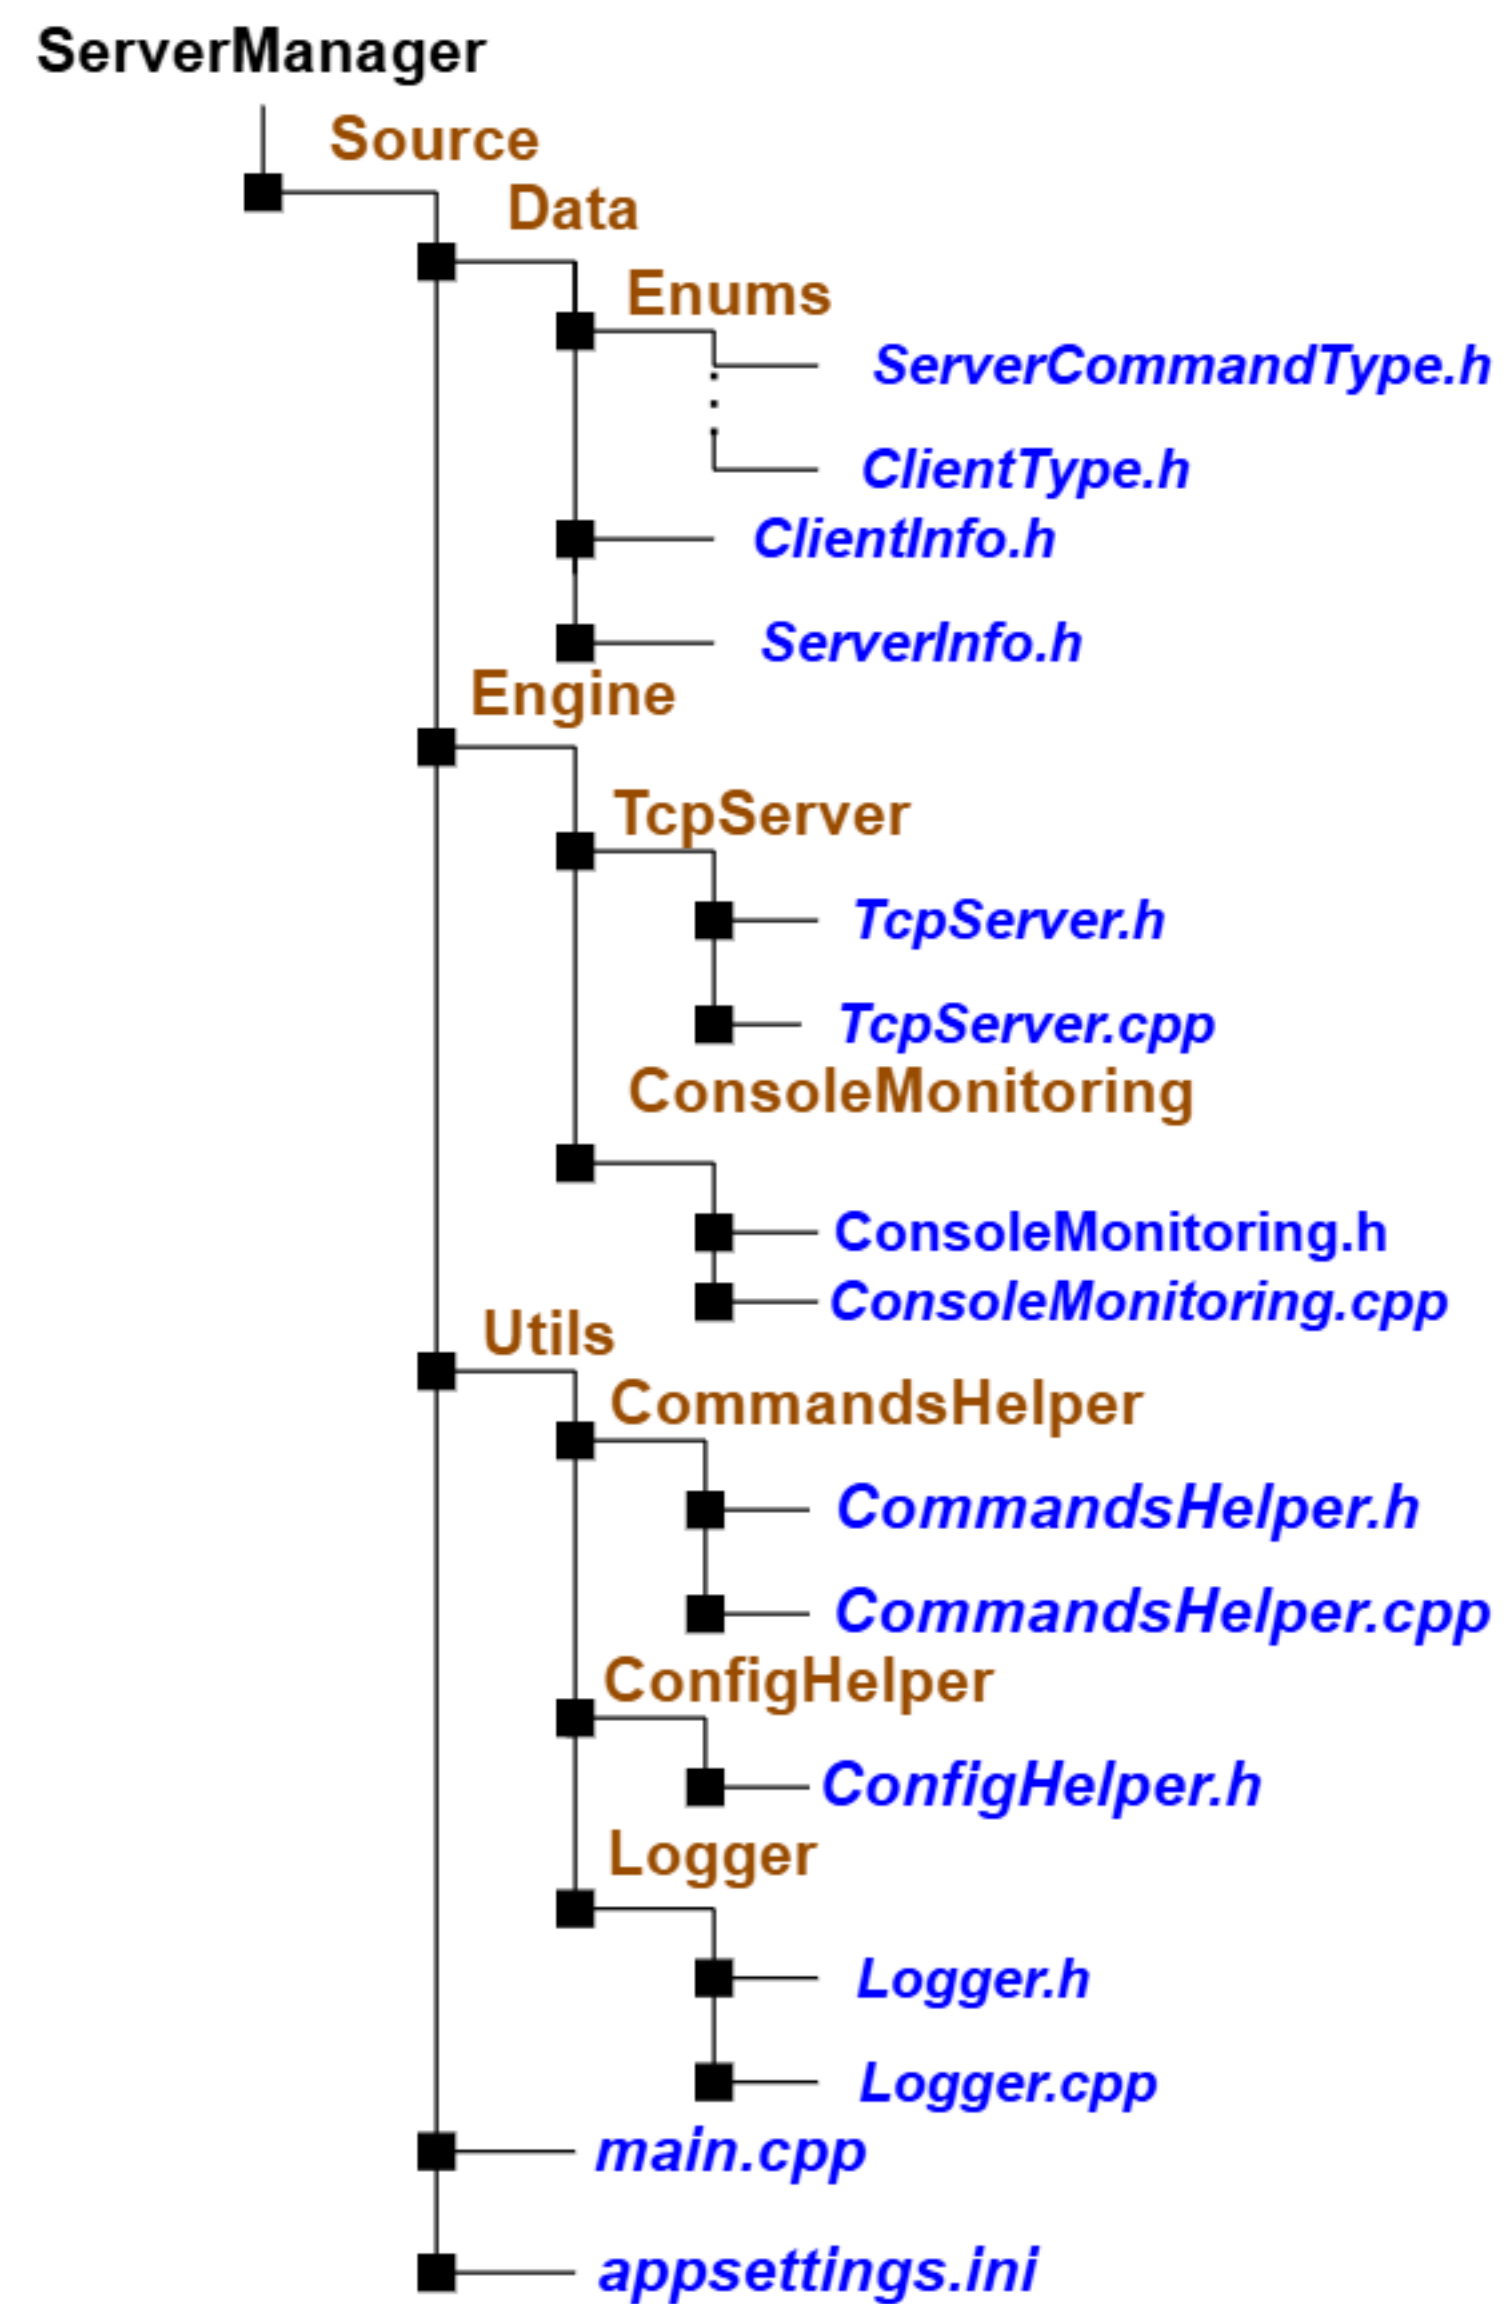 ServerManager
Source
Data
Enums
ServerCommandType.h
ClientType.h
ClientInfo.h
ServerInfo.h
Engine
TcpServer
TcpServer.h
TcpServer.cpp
ConsoleMonitoring
ConsoleMonitoring.h
ConsoleMonitoring.cpp
Utils
CommandsHelper
CommandsHelper.h
CommandsHelper.cpp
ConfigHelper
ConfigHelper.h
Logger
Logger.h
Logger.cpp
main.cpp
appsettings.ini